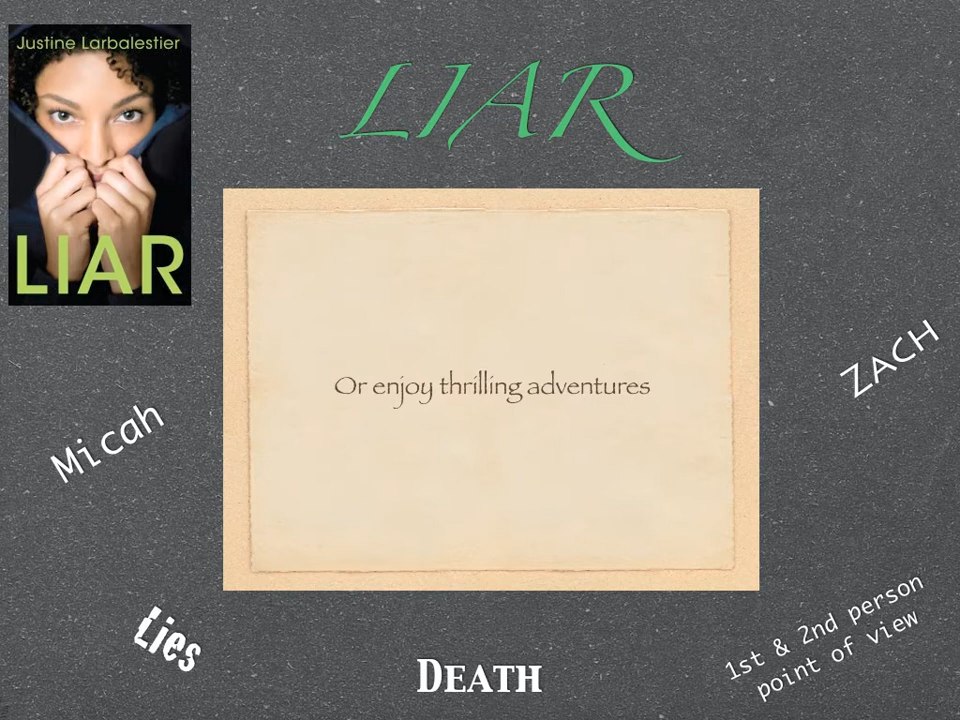 Justine Larbalestier
LIAR
LIAR
Or enjoy thrilling adventures
ZACH
Micah
Lies
Death
1st & 2nd person
point of view